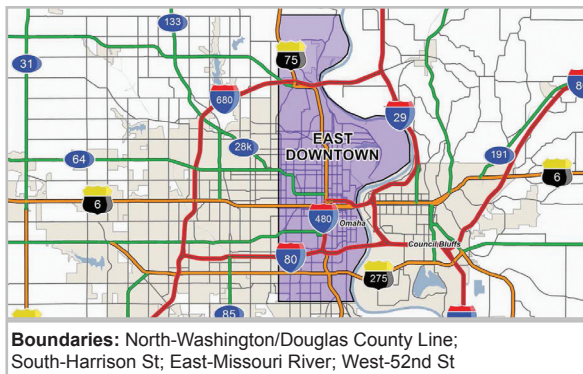 133
31
75
680
29
28k
EAST
DOWNTOWN
64
191
6
6
480
Omaha
Council Bluffs
80
275
85
Boundaries: North-Washington/Douglas County Line;
South-Harrison St; East-Missouri River; West-52nd St